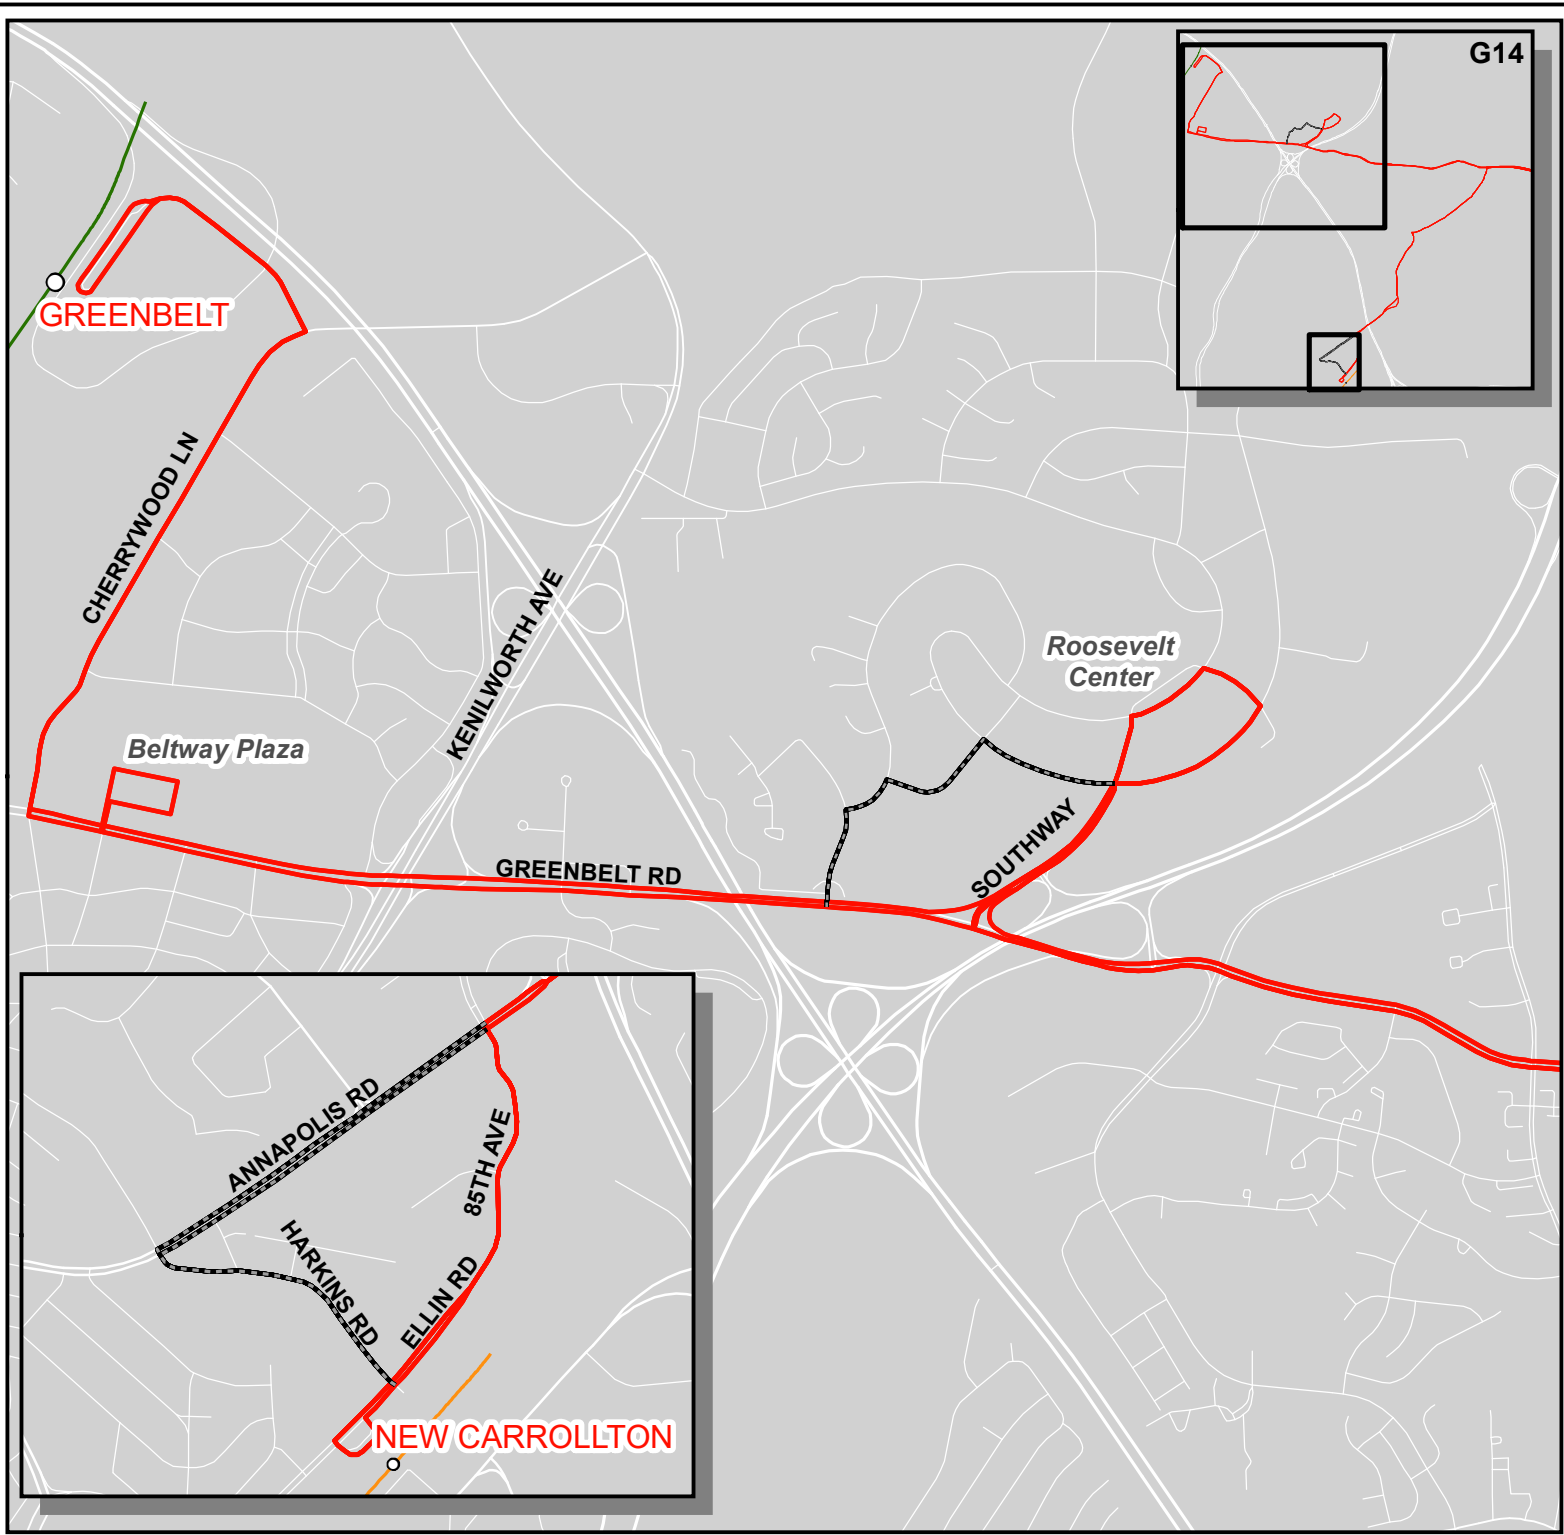 G14
GREENBELT
CHERRYWOOD LN
KENILWORTH AVE
Roosevelt
Center
Beltway Plaza
SOUTHWAY
GREENBELT RD
ANNAPOLIS RD
85TH AVE
HARKINS RD
ELLIN RD
NEW CARROLLTON